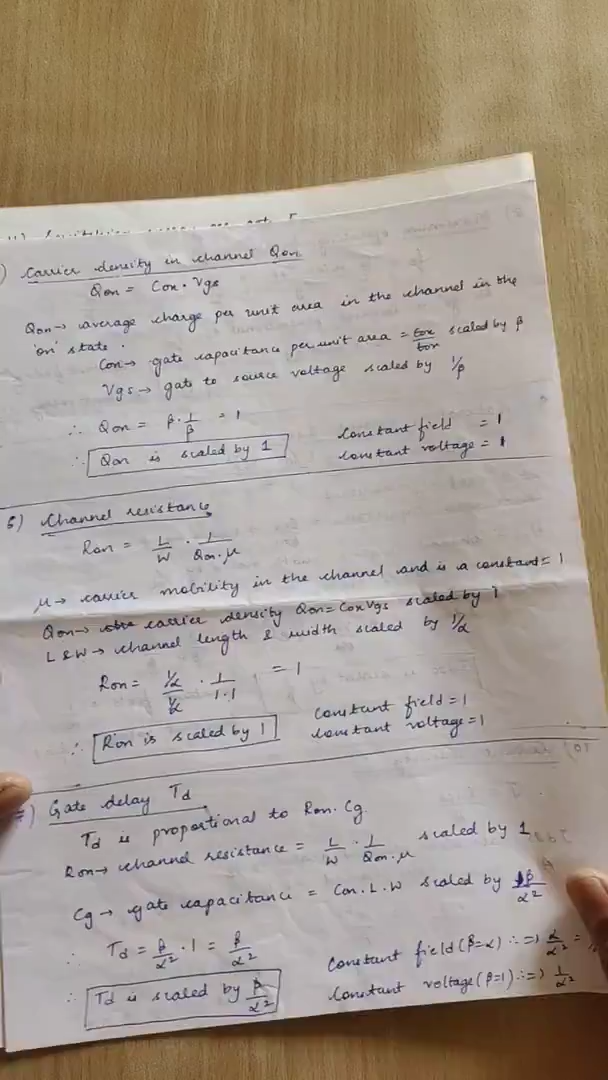 ) Carrier density in channel Qon
Qon = Cox . Vgs
Qon → average charge per unit area in the channel in the
'on' state.
Cox → gate capacitance per unit area = εox/tox scaled by β
Vgs → gate to source voltage scaled by 1/β
∴ Qon = β . 1/β = 1
∴ Qon is scaled by 1
Constant field = 1
Constant voltage = 1
6) Channel resistance
Ron = L/W . 1/Qon.μ
μ → carrier mobility in the channel and is a constant = 1
Qon → carrier density Qon = Cox Vgs scaled by 1
L & W → channel length & width scaled by 1/α
Ron = 1/α / 1/α . 1/1.1 = 1
∴ Ron is scaled by 1
Constant field = 1
Constant voltage = 1
) Gate delay Td
Td is proportional to Ron. Cg.
Ron → channel resistance = L/W . 1/Qon.μ scaled by 1
Cg → gate capacitance = Cox. L. W scaled by β/α²
∴ Td = β/α² . 1 = β/α²
∴ Td is scaled by β/α²
Constant field (β=α) ∴ ⇒ α/α² =
Constant voltage (β=1) ∴ ⇒ 1/α²